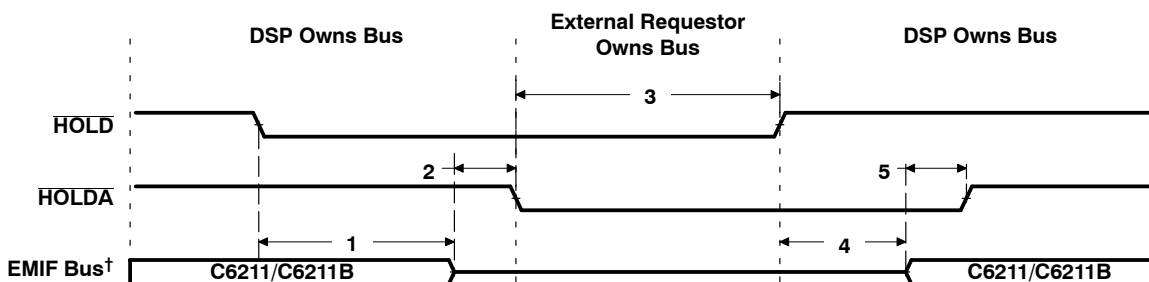 DSP Owns Bus
External Requestor
Owns Bus
DSP Owns Bus
3
HOLD
2
5
HOLDA
1
4
EMIF Bus†
C6211/C6211B
C6211/C6211B